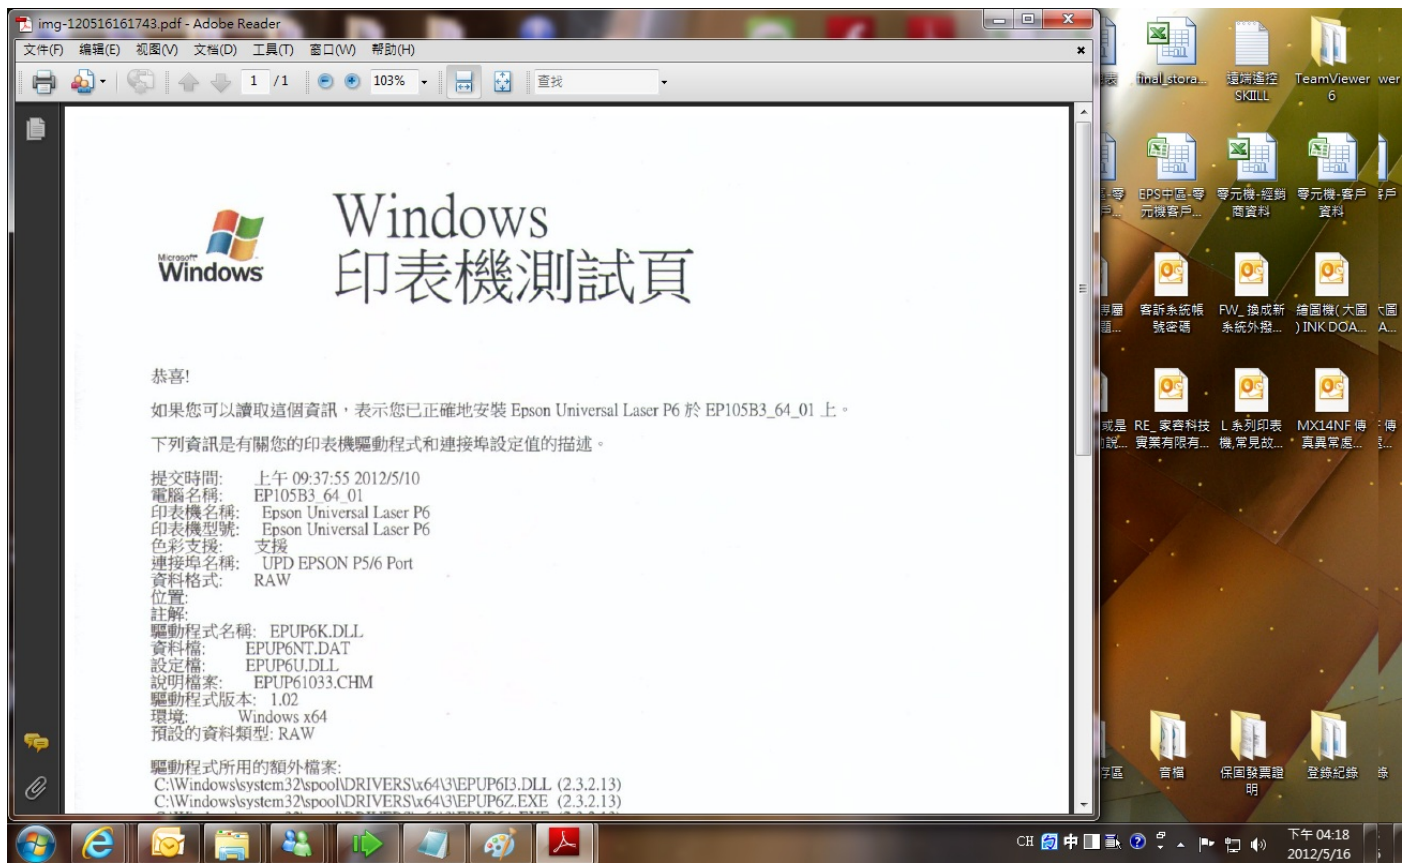 img-120516161743.pdf - Adobe Reader
文件(F) 编辑(E) 视图(V) 文档(D) 工具(T) 窗口(W) 帮助(H)
1 /1 103% 查找
Microsoft
Windows
Windows
印表機測試頁
恭喜!
如果您可以讀取這個資訊，表示您已正確地安裝 Epson Universal Laser P6 於 EP105B3_64_01 上。
下列資訊是有關您的印表機驅動程式和連接埠設定值的描述。
提交時間: 上午 09:37:55 2012/5/10
電腦名稱: EP105B3_64_01
印表機名稱: Epson Universal Laser P6
印表機型號: Epson Universal Laser P6
色彩支援: 支援
連接埠名稱: UPD EPSON P5/6 Port
資料格式: RAW
位置:
註解:
驅動程式名稱: EPUP6K.DLL
資料檔: EPUP6NT.DAT
設定檔: EPUP6U.DLL
說明檔案: EPUP61033.CHM
驅動程式版本: 1.02
環境: Windows x64
預設的資料類型: RAW
驅動程式所用的額外檔案:
C:\Windows\system32\spool\DRIVERS\x64\3\EPUP6I3.DLL (2.3.2.13)
C:\Windows\system32\spool\DRIVERS\x64\3\EPUP6Z.EXE (2.3.2.13)
final_stora...
遠端遙控
SKIILL
TeamViewer
6
wer
EPS中區-零
元機客戶...
零元機-經銷
商資料
零元機-客戶
資料
客訴系統帳
號密碼
FW_ 換成新
系統外撥...
繪圖機(大圖
) INK DOA...
RE_ 家容科技
實業有限有...
L 系列印表
機,常見故...
MX14NF 傳
真異常處...
音檔
保固發票證
明
登錄紀錄
CH 中
下午 04:18
2012/5/16